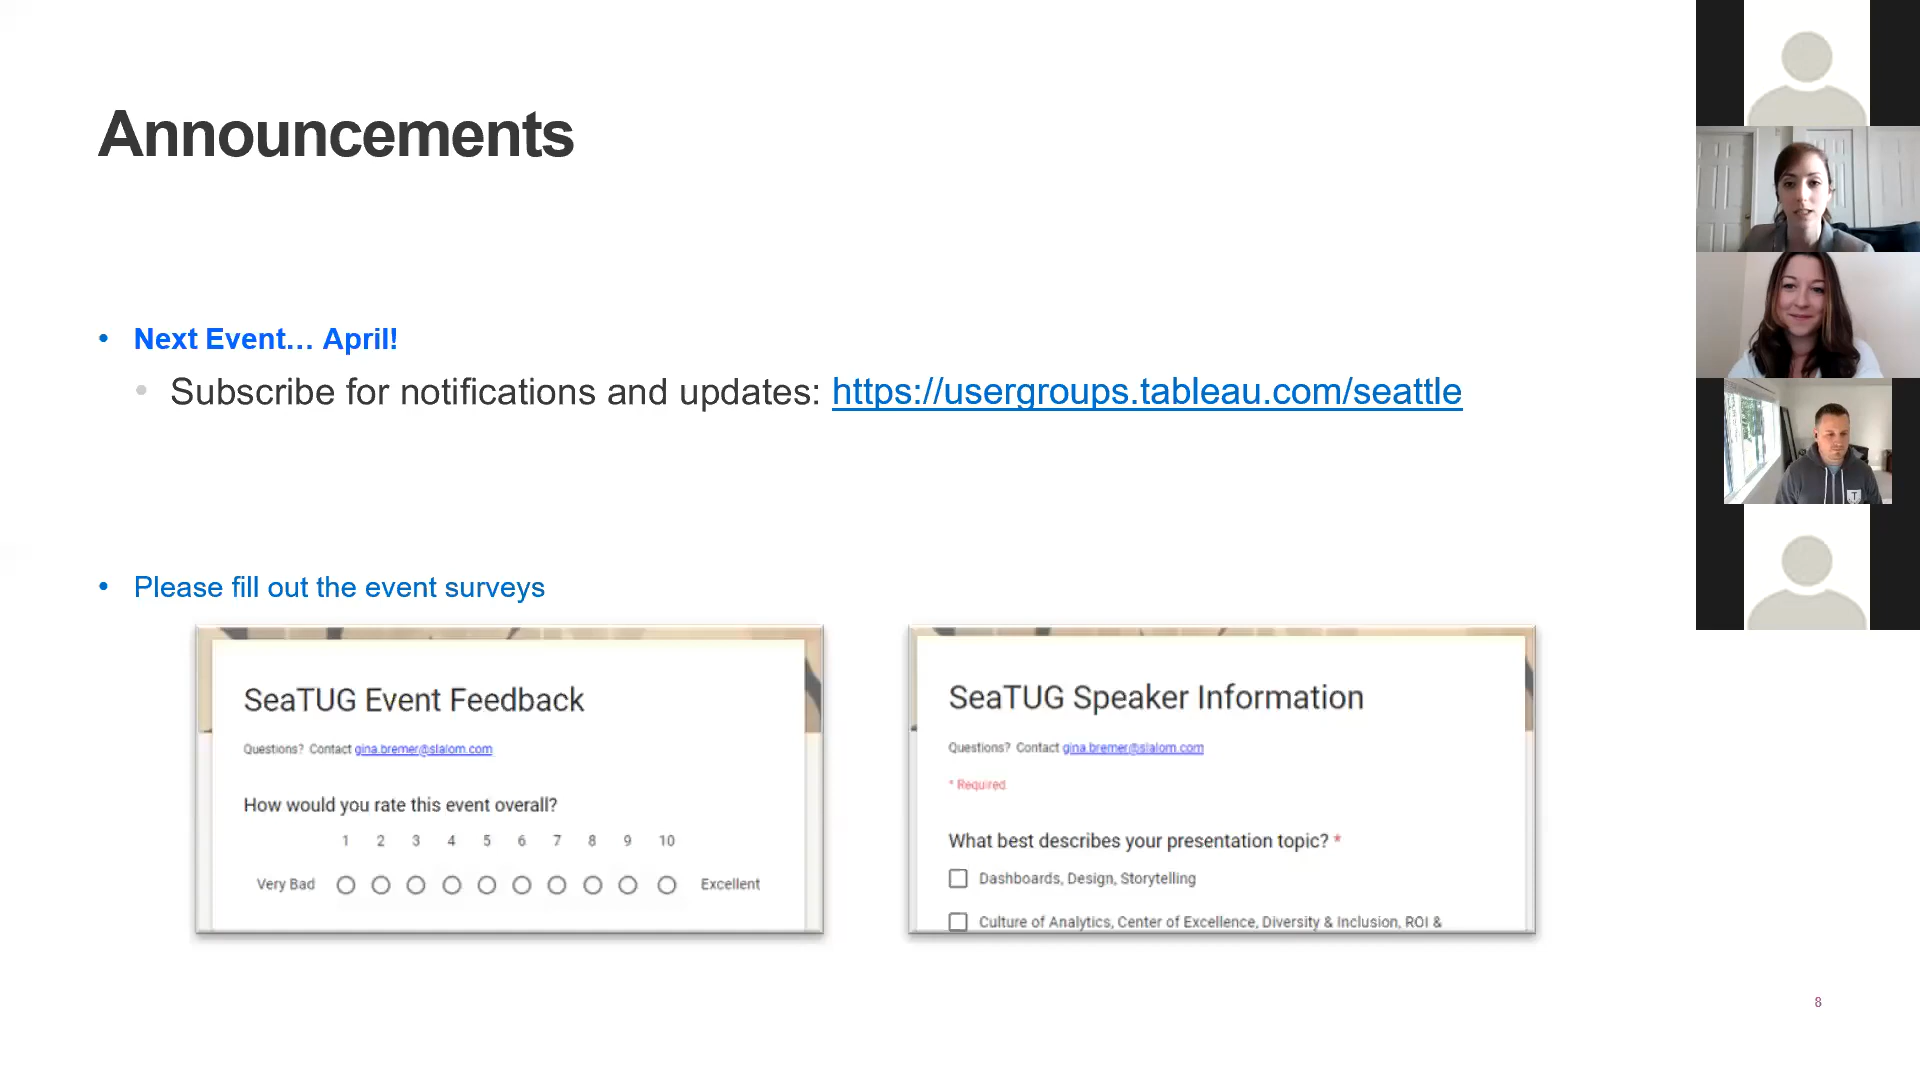 Announcements
• Next Event... April!
• Subscribe for notifications and updates: https://usergroups.tableau.com/seattle
• Please fill out the event surveys
SeaTUG Event Feedback
Questions? Contact gina.bremer@slalom.com
How would you rate this event overall?
1 2 3 4 5 6 7 8 9 10
Very Bad Excellent
SeaTUG Speaker Information
Questions? Contact gina.bremer@slalom.com
* Required
What best describes your presentation topic? *
Dashboards, Design, Storytelling
Culture of Analytics, Center of Excellence, Diversity & Inclusion, ROI &
8